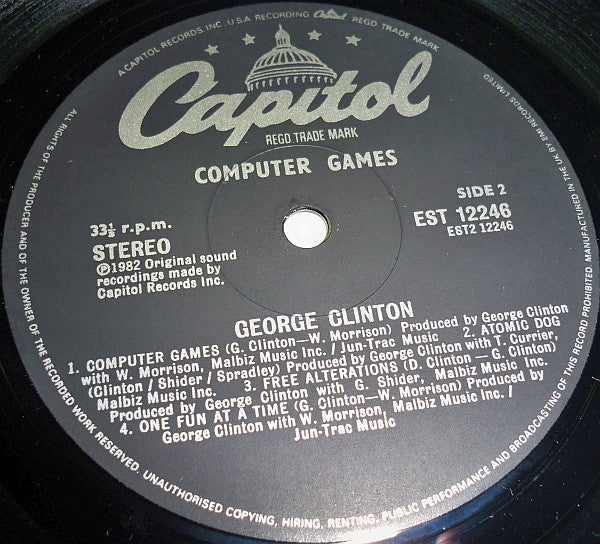 A CAPITOL RECORDS INC. U.S.A. RECORDING Capitol REGD. TRADE MARK
Capitol
REGD TRADE MARK
COMPUTER GAMES
SIDE 2
EST 12246
EST2 12246
33⅓ r.p.m.
STEREO
Ⓟ1982 Original sound
recordings made by
Capitol Records Inc.
GEORGE CLINTON
1. COMPUTER GAMES (G. Clinton—W. Morrison) Produced by George Clinton
with W. Morrison, Malbiz Music Inc. / Jun-Trac Music 2. ATOMIC DOG
(Clinton / Shider / Spradley) Produced by George Clinton with T. Currier,
Malbiz Music Inc. 3. FREE ALTERATIONS (D. Clinton — G. Clinton)
Produced by George Clinton with G. Shider, Malbiz Music Inc.
4. ONE FUN AT A TIME (G. Clinton—W. Morrison) Produced by
George Clinton with W. Morrison, Malbiz Music Inc. /
Jun-Trac Music
ALL RIGHTS OF THE PRODUCER AND OF THE OWNER OF THE RECORDED WORK RESERVED. UNAUTHORISED COPYING, HIRING, RENTING, PUBLIC PERFORMANCE AND BROADCASTING OF THIS RECORD PROHIBITED. MANUFACTURED IN THE UK BY EMI RECORDS LIMITED